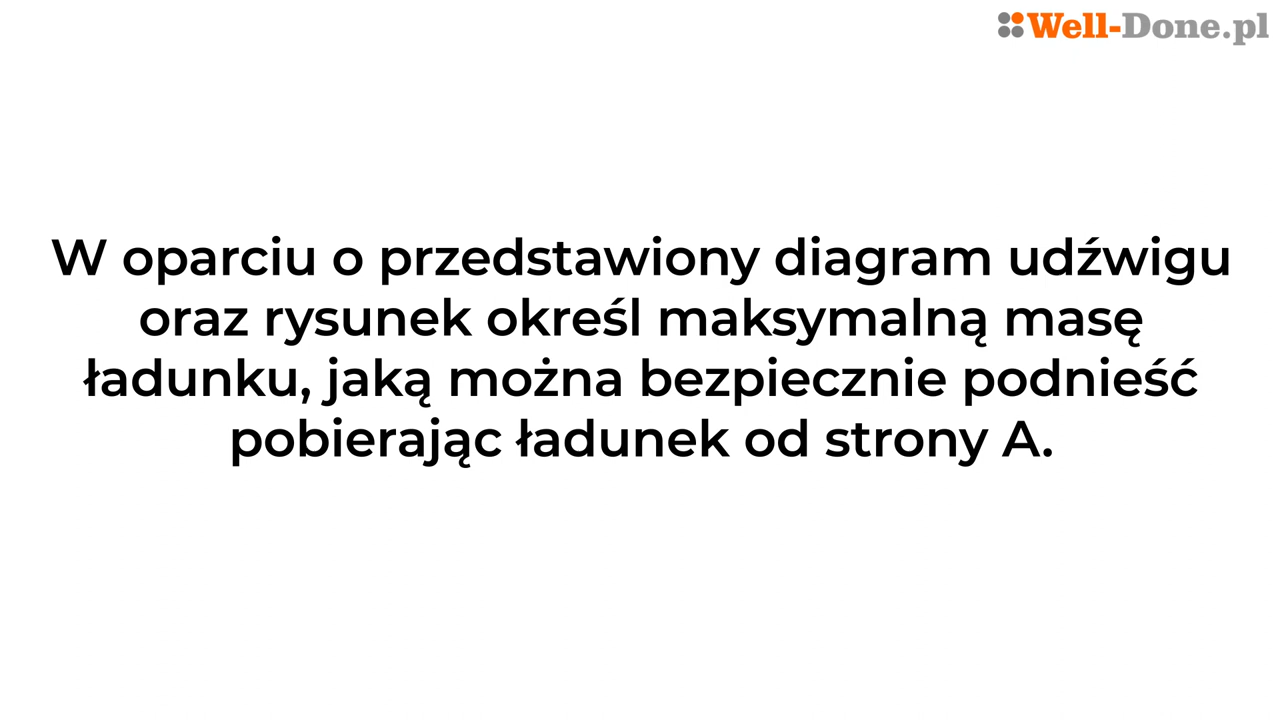 Well-Done.pl
W oparciu o przedstawiony diagram udźwigu
oraz rysunek określ maksymalną masę
ładunku, jaką można bezpiecznie podnieść
pobierając ładunek od strony A.